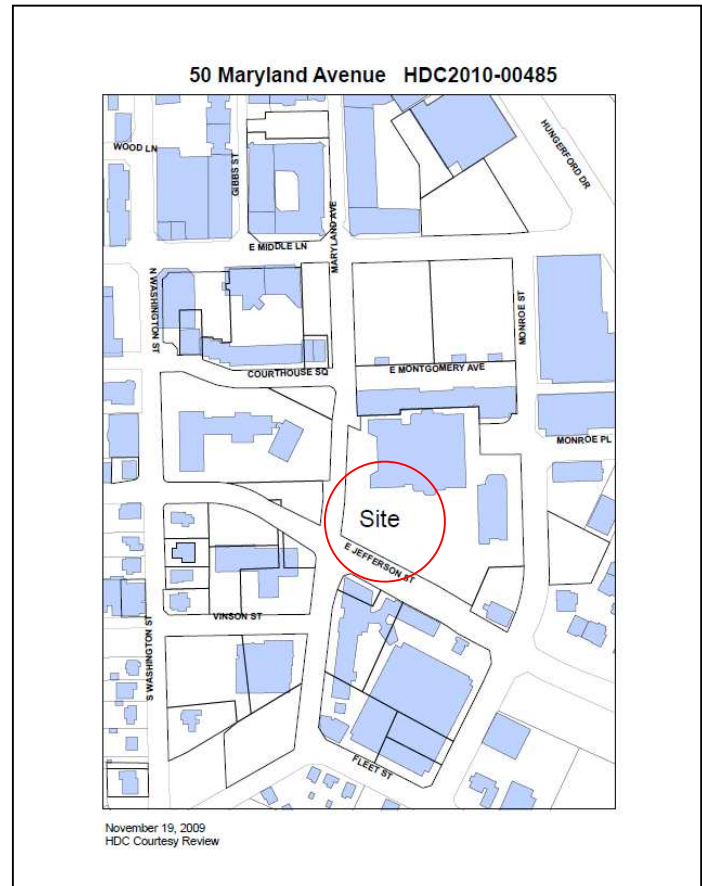 50 Maryland Avenue HDC2010-00485
WOOD LN
GIBBS ST
HUNGERFORD DR
MARYLAND AVE
E MIDDLE LN
N WASHINGTON ST
MONROE ST
COURTHOUSE SQ
E MONTGOMERY AVE
MONROE PL
Site
E JEFFERSON ST
VINSON ST
S WASHINGTON ST
FLEET ST
November 19, 2009
HDC Courtesy Review